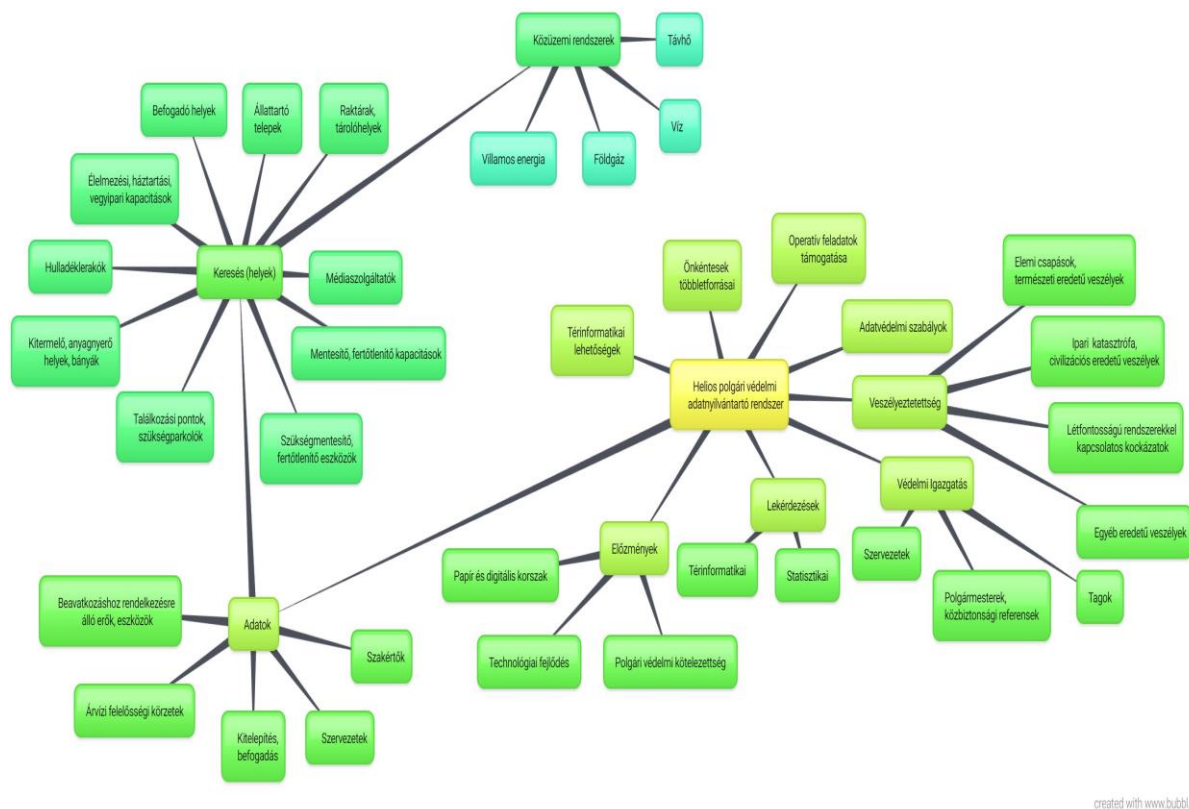 Közüzemi rendszerek
Távhő
Víz
Földgáz
Villamos energia
Befogadó helyek
Állattartó
telepek
Raktárak,
tárolóhelyek
Élelmezési, háztartási,
vegyipari kapacitások
Hulladéklerakók
Keresés (helyek)
Médiaszolgáltatók
Kitermelő, anyagnyerő
helyek, bányák
Mentesítő, fertőtlenítő kapacitások
Találkozási pontok,
szükségparkolók
Szükségmentesítő,
fertőtlenítő eszközök
Operatív feladatok
támogatása
Önkéntesek
többletforrásai
Térinformatikai
lehetőségek
Adatvédelmi szabályok
Helios polgári védelmi
adatnyilvántartó rendszer
Veszélyeztetettség
Elemi csapások,
természeti eredetű veszélyek
Ipari katasztrófa,
civilizációs eredetű veszélyek
Létfontosságú rendszerekkel
kapcsolatos kockázatok
Egyéb eredetű veszélyek
Védelmi Igazgatás
Szervezetek
Polgármesterek,
közbiztonsági referensek
Tagok
Lekérdezések
Térinformatikai
Statisztikai
Előzmények
Papír és digitális korszak
Technológiai fejlődés
Polgári védelmi kötelezettség
Adatok
Beavatkozáshoz rendelkezésre
álló erők, eszközök
Szakértők
Árvízi felelősségi körzetek
Kitelepítés,
befogadás
Szervezetek
created with www.bubbl